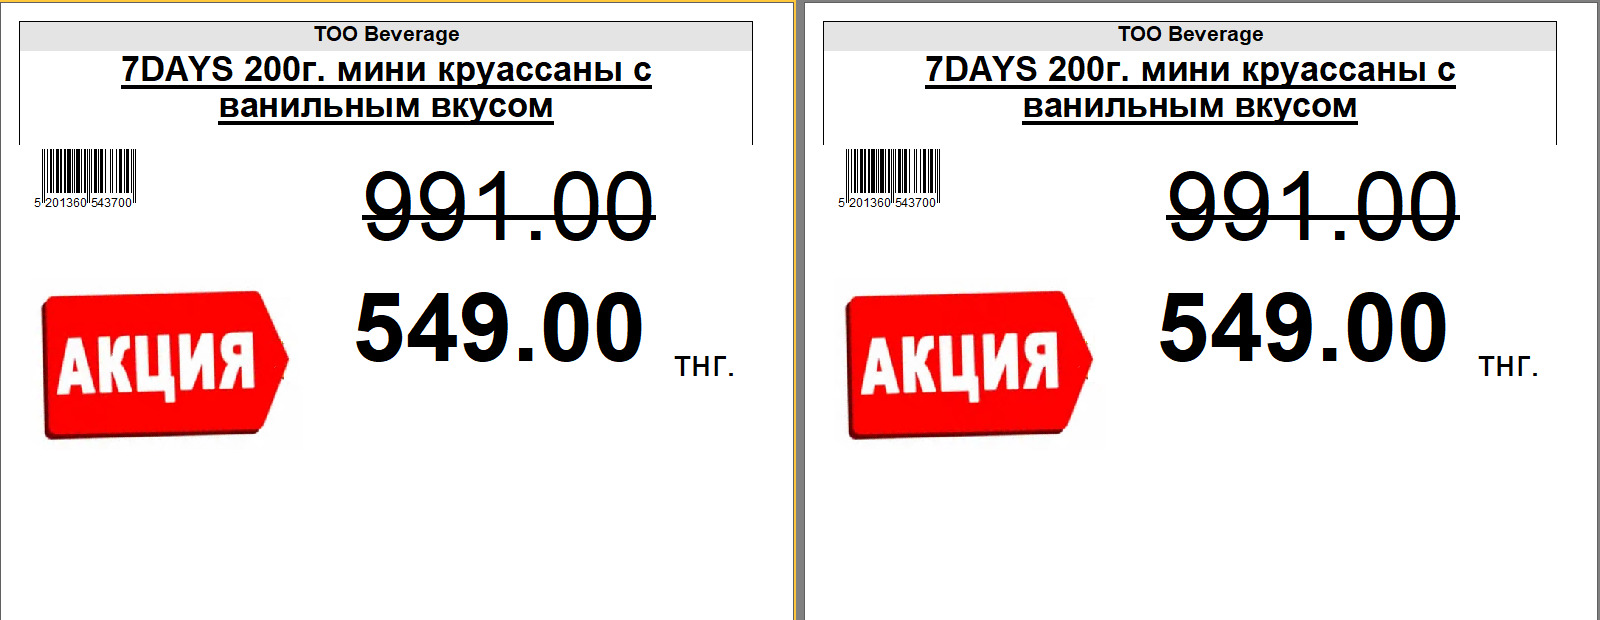 ТОО Beverage
7DAYS 200г. мини круассаны с
ванильным вкусом
5 201360 543700
991.00
549.00
тнг.
АКЦИЯ
ТОО Beverage
7DAYS 200г. мини круассаны с
ванильным вкусом
5 201360 543700
991.00
549.00
тнг.
АКЦИЯ